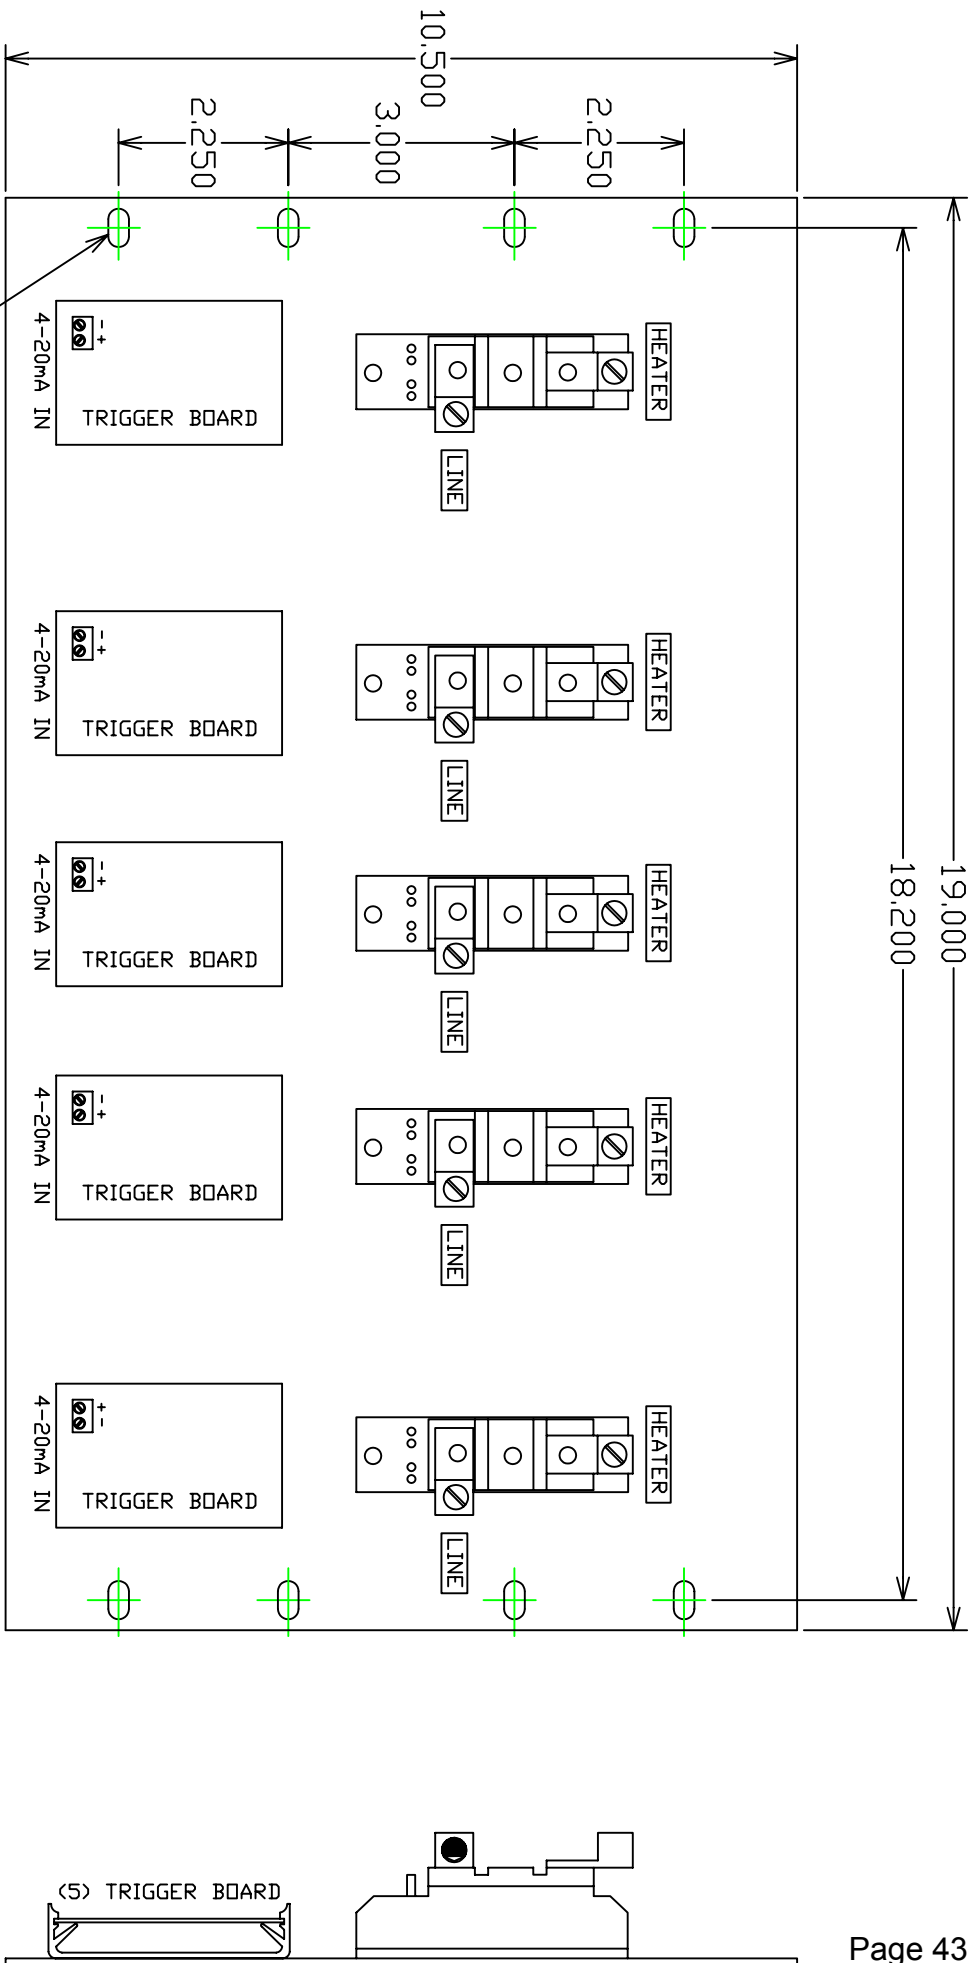 10.500
2.250
3.000
2.250
19.000
18.200
HEATER
LINE
4-20mA IN
- +
TRIGGER BOARD
HEATER
LINE
4-20mA IN
- +
TRIGGER BOARD
HEATER
LINE
4-20mA IN
- +
TRIGGER BOARD
HEATER
LINE
4-20mA IN
- +
TRIGGER BOARD
HEATER
LINE
4-20mA IN
+ -
TRIGGER BOARD
(5) TRIGGER BOARD
Page 43